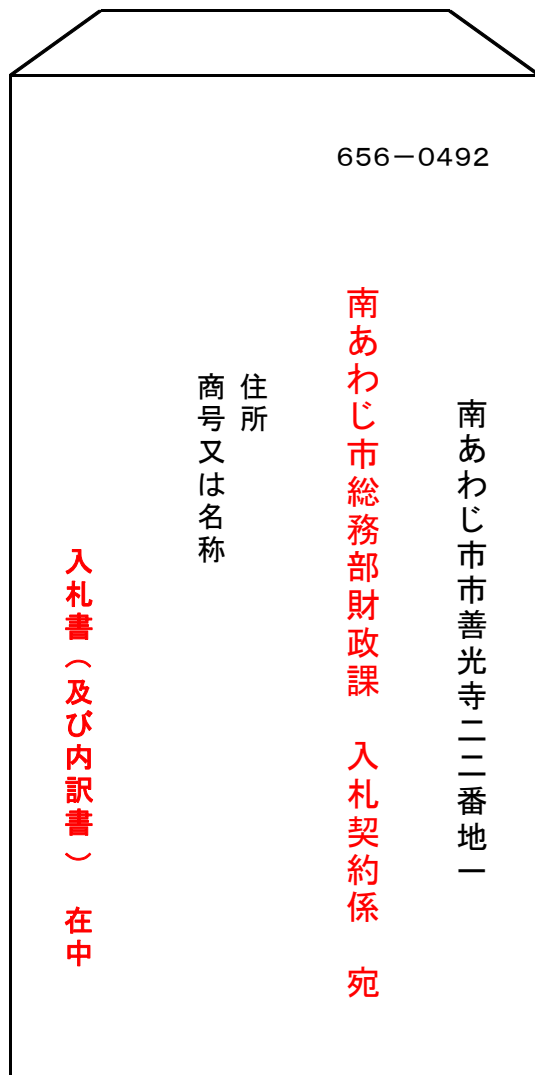 656－0492
南あわじ市市善光寺二二番地一
南あわじ市総務部財政課　入札契約係　宛
住所
商号又は名称
入札書（及び内訳書）　在中